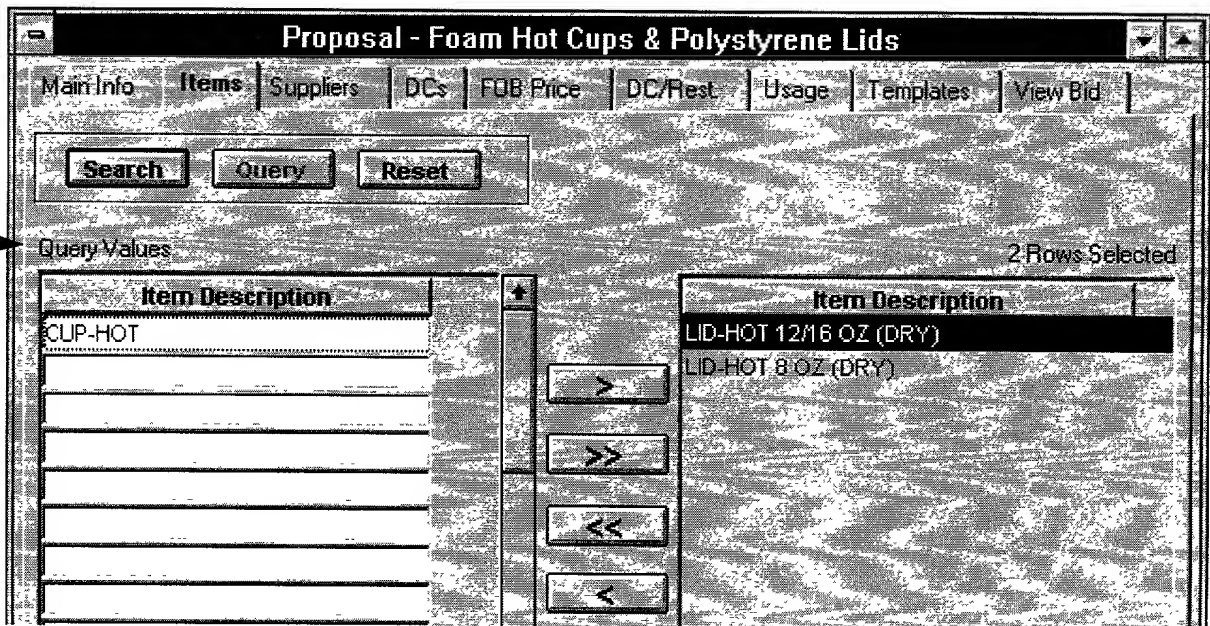 Proposal - Foam Hot Cups & Polystyrene Lids
Main Info Items Suppliers DCs FOB Price DC/Rest. Usage Templates View Bid
Search Query Reset
Query Values 2 Rows Selected
Item Description Item Description
CUP-HOT LID-HOT 12/16 OZ (DRY)
LID-HOT 8 OZ (DRY)
>
>>
<<
<